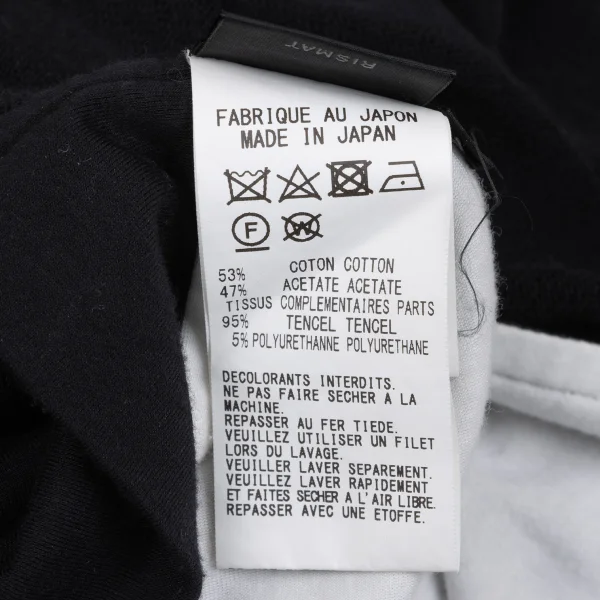 RISMAT
FABRIQUE AU JAPON
MADE IN JAPAN
F
W
53% COTON COTTON
47% ACETATE ACETATE
TISSUS COMPLEMENTAIRES PARTS
95% TENCEL TENCEL
5% POLYURETHANNE POLYURETHANE
DECOLORANTS INTERDITS.
NE PAS FAIRE SECHER A LA
MACHINE.
REPASSER AU FER TIEDE.
VEUILLEZ UTILISER UN FILET
LORS DU LAVAGE.
VEUILLER LAVER SEPAREMENT.
VEUILLEZ LAVER RAPIDEMENT
ET FAITES SECHER A L'AIR LIBRE.
REPASSER AVEC UNE ETOFFE.